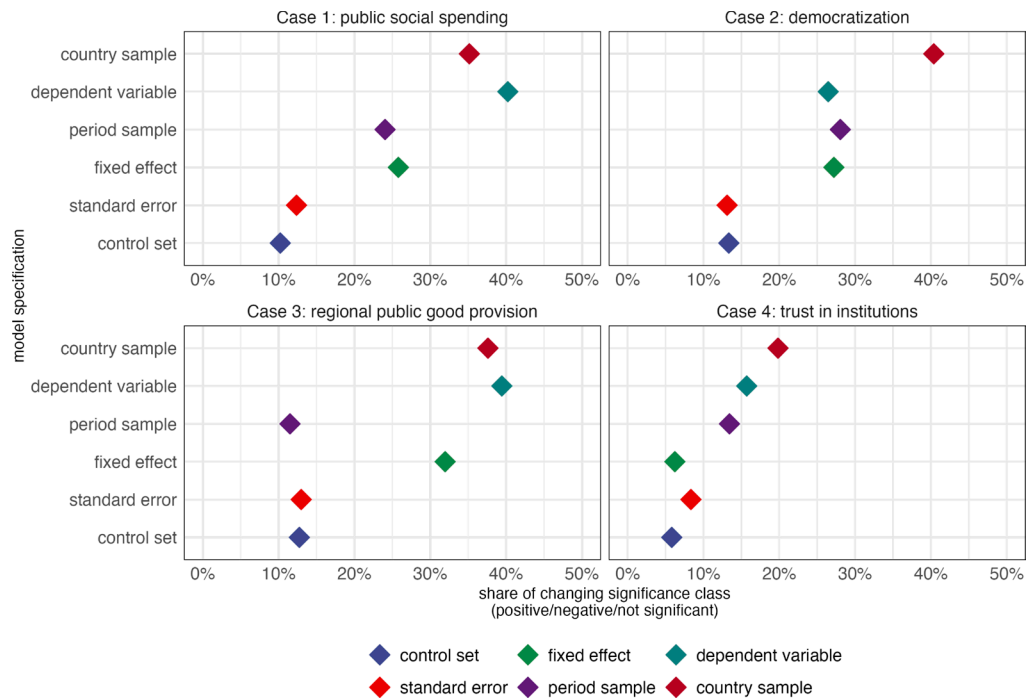 Case 1: public social spending
Case 2: democratization
country sample
dependent variable
period sample
fixed effect
standard error
control set
0% 10% 20% 30% 40% 50%
0% 10% 20% 30% 40% 50%
model specification
Case 3: regional public good provision
Case 4: trust in institutions
country sample
dependent variable
period sample
fixed effect
standard error
control set
0% 10% 20% 30% 40% 50%
0% 10% 20% 30% 40% 50%
share of changing significance class
(positive/negative/not significant)
control set fixed effect dependent variable
standard error period sample country sample